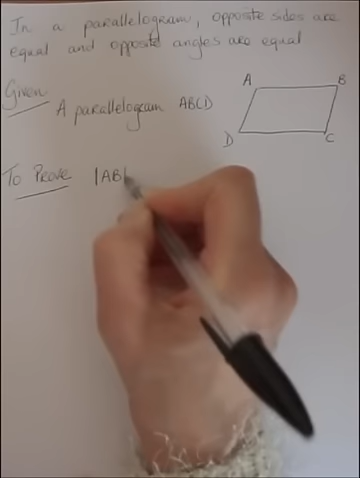 In a parallelogram, opposite sides are
equal and opposite angles are equal
Given
A parallelogram ABCD
A B
D C
To Prove |AB|